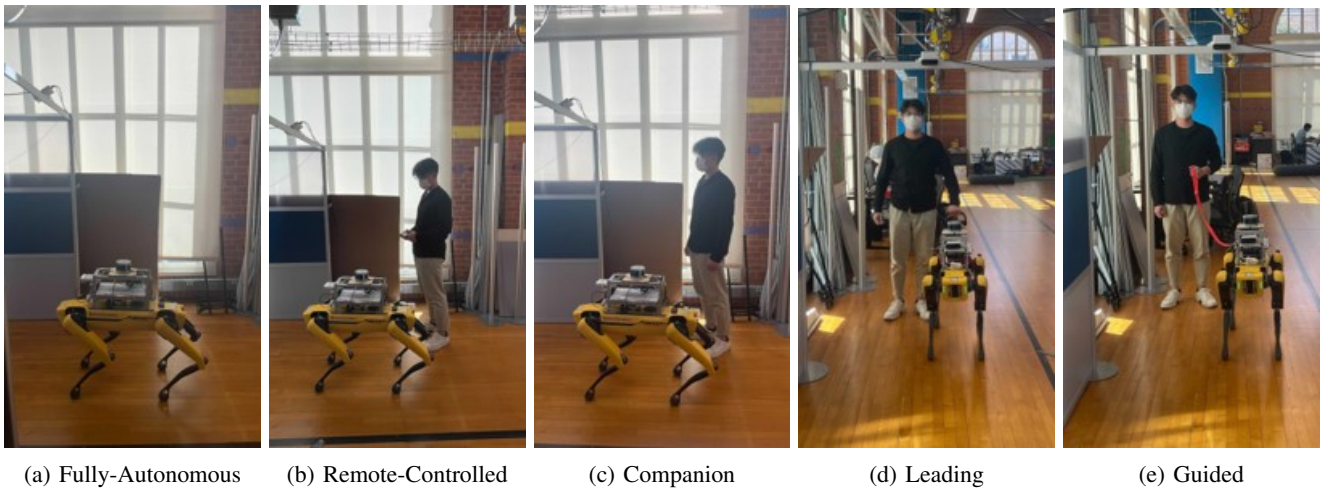 (a) Fully-Autonomous
(b) Remote-Controlled
(c) Companion
(d) Leading
(e) Guided